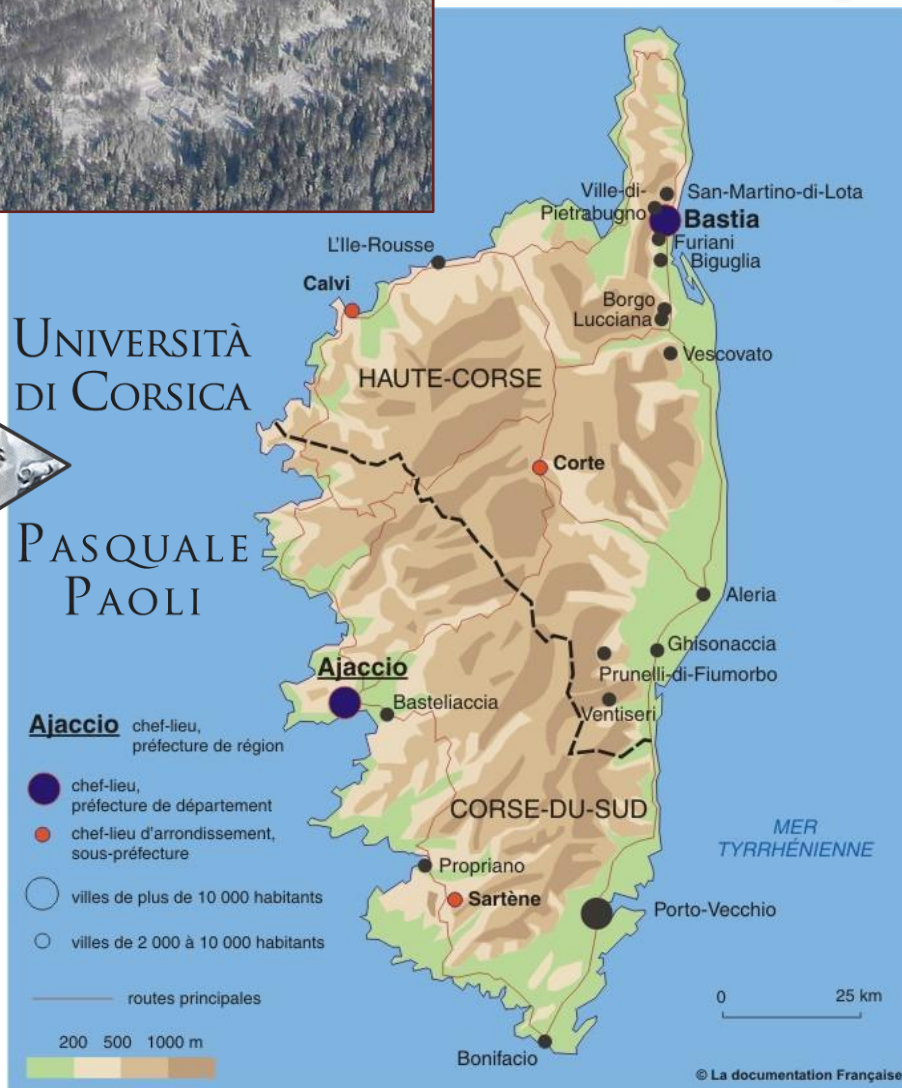 Ville-di-
Pietrabugno
San-Martino-di-Lota
Bastia
Furiani
Biguglia
L'Ile-Rousse
Calvi
Borgo
Lucciana
Vescovato
UNIVERSITÀ
DI CORSICA
HAUTE-CORSE
Corte
PASQUALE
PAOLI
Aleria
Ghisonaccia
Prunelli-di-Fiumorbo
Ajaccio
Basteliaccia
Ventiseri
Ajaccio chef-lieu,
préfecture de région
chef-lieu,
préfecture de département
CORSE-DU-SUD
MER
TYRRHÉNIENNE
chef-lieu d'arrondissement,
sous-préfecture
Propriano
villes de plus de 10 000 habitants
Sartène
Porto-Vecchio
villes de 2 000 à 10 000 habitants
routes principales
0 25 km
200 500 1000 m
Bonifacio
© La documentation Française